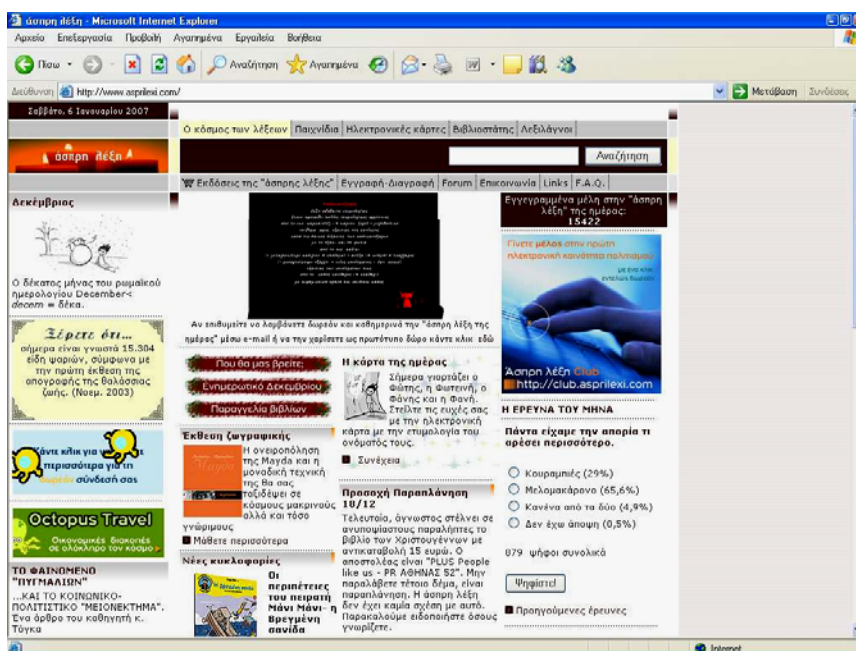 άσπρη λέξη - Microsoft Internet Explorer
Αρχείο Επεξεργασία Προβολή Αγαπημένα Εργαλεία Βοήθεια
Πίσω Αναζήτηση Αγαπημένα
Διεύθυνση http://www.asprilexi.com/ Μετάβαση Συνδέσεις
Σαββάτο, 6 Ιανουαρίου 2007
Ο κόσμος των λέξεων Παιχνίδια Ηλεκτρονικές κάρτες Βιβλιοστάτης Λεξιλάγνοι
άσπρη λέξη
Αναζήτηση
Εκδόσεις της "άσπρης λέξης" Εγγραφή-Διαγραφή Forum Επικοινωνία Links F.A.Q.
Δεκέμβριος
Ο δέκατος μήνας του ρωμαϊκού
ημερολογίου December<
decem = δέκα.
Ξέρετε ότι...
σήμερα είναι γνωστά 15.304
είδη ψαριών, σύμφωνα με
την πρώτη έκθεση της
απογραφής της θαλάσσιας
ζωής. (Νοεμ. 2003)
Κάντε κλικ για
περισσότερα για τη
δωρεάν σύνδεσή σας
Octopus Travel
Οικονομικές διακοπές
σε ολόκληρο τον κόσμο
ΤΟ ΦΑΙΝΟΜΕΝΟ
"ΠΥΓΜΑΛΙΩΝ"
...ΚΑΙ ΤΟ ΚΟΙΝΩΝΙΚΟ-
ΠΟΛΙΤΙΣΤΙΚΟ "ΜΕΙΟΝΕΚΤΗΜΑ".
Ένα άρθρο του καθηγητή κ.
Τόγκα
Αν επιθυμείτε να λαμβάνετε δωρεάν και καθημερινά την "άσπρη λέξη της
ημέρας" μέσω e-mail ή να την χαρίσετε ως πρωτότυπο δώρο κάντε κλικ εδώ
Που θα μας βρείτε;
Ενημερωτικό Δεκεμβρίου
Παραγγελία Βιβλίων
Έκθεση ζωγραφικής
Magda
Η ονειροπόληση
της Magda και η
μοναδική τεχνική
της θα σας
ταξιδέψει σε
κόσμους μακρινούς
αλλά και τόσο
γνώριμους
Μάθετε περισσότερα
Νέες κυκλοφορίες
Οι
περιπέτειες
του πειρατή
Μάνι Μάνι- η
Βρεγμένη
σανίδα
Η κάρτα της ημέρας
Σήμερα γιορτάζει ο
Φώτης, η Φωτεινή, ο
Φάνης και η Φανή.
Στείλτε τις ευχές σας
με την ηλεκτρονική
κάρτα με την ετυμολογία του
ονόματός τους.
Συνέχεια
Προσοχή Παραπλάνηση
18/12
Τελευταία, άγνωστος στέλνει σε
ανυποψίαστους παραλήπτες το
βιβλίο των Χριστουγέννων με
αντικαταβολή 15 ευρώ. Ο
αποστολέας είναι "PLUS People
like us - PR ΑΘΗΝΑΣ 52". Μην
παραλάβετε τέτοιο δέμα, είναι
παραπλάνηση. Η άσπρη λέξη
δεν έχει καμία σχέση με αυτό.
Παρακαλούμε ειδοποιήστε όσους
γνωρίζετε.
Εγγεγραμμένα μέλη στην "άσπρη
λέξη" της ημέρας:
15422
Γίνετε μέλος στην πρώτη
ηλεκτρονική κοινότητα πολιτισμού
με ένα κλικ
εντελώς δωρεάν
Άσπρη λέξη Club
http://club.asprilexi.com
Η ΕΡΕΥΝΑ ΤΟΥ ΜΗΝΑ
Πάντα είχαμε την απορία τι
αρέσει περισσότερο.
Κουραμπιές (29%)
Μελομακάρονο (65,6%)
Κανένα από τα δύο (4,9%)
Δεν έχω άποψη (0,5%)
879 ψήφοι συνολικά
Ψηφίστε!
Προηγούμενες έρευνες
Internet